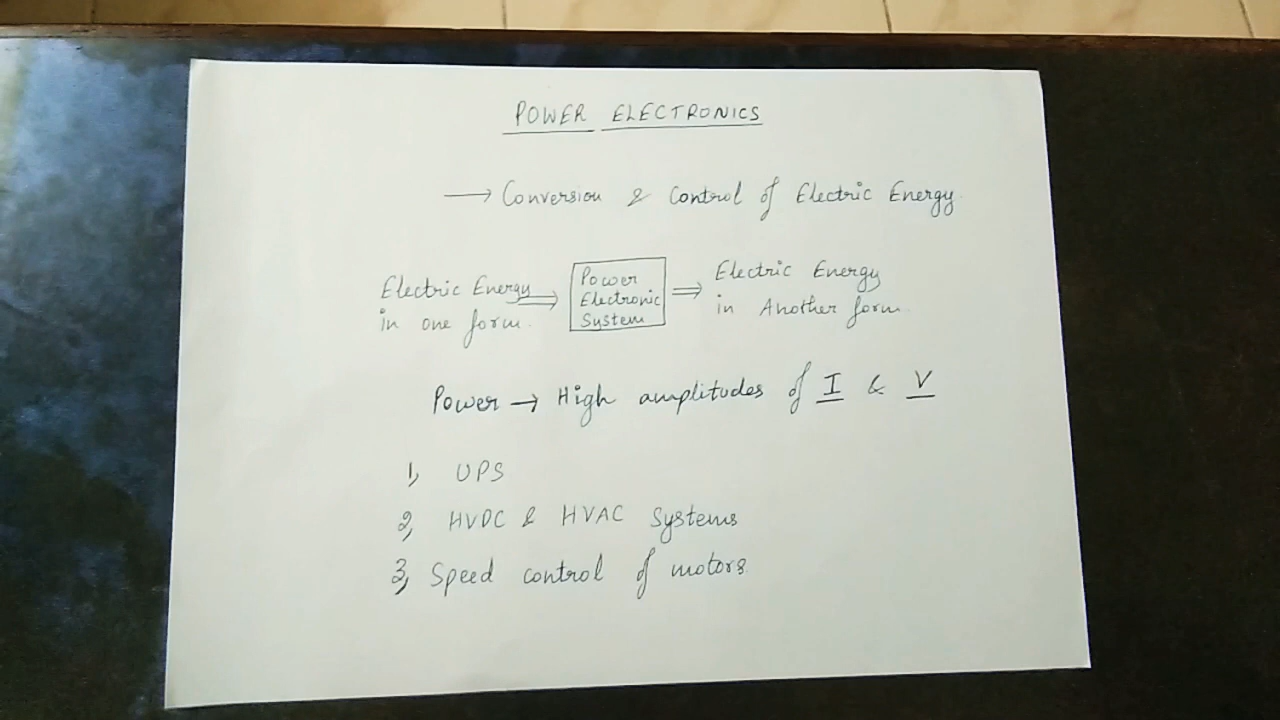 POWER ELECTRONICS
→ Conversion & Control of Electric Energy
Electric Energy
in one form.
⇒
Power
Electronic
System
⇒
Electric Energy
in Another form.
Power → High amplitudes of I & V
1, UPS
2, HVDC & HVAC Systems
3, Speed control of motors